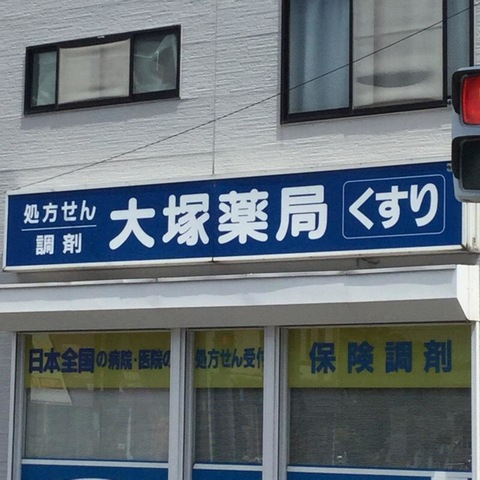 処方せん
調剤
大塚薬局
くすり
日本全国の病院・医院の
処方せん受付
保険調剤